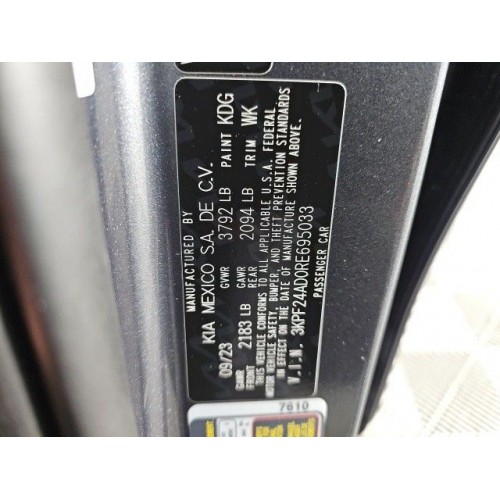 MANUFACTURED BY
KIA MEXICO S.A. DE C.V.
09/23 GVWR 3792 LB PAINT KDG
GAWR FRONT 2183 LB GAWR REAR 2094 LB TRIM WK
THIS VEHICLE CONFORMS TO ALL APPLICABLE U.S.A. FEDERAL
MOTOR VEHICLE SAFETY, BUMPER, AND THEFT PREVENTION STANDARDS
IN EFFECT ON THE DATE OF MANUFACTURE SHOWN ABOVE.
V.I.N. 3KPF24AD0RE695033
PASSENGER CAR
7610